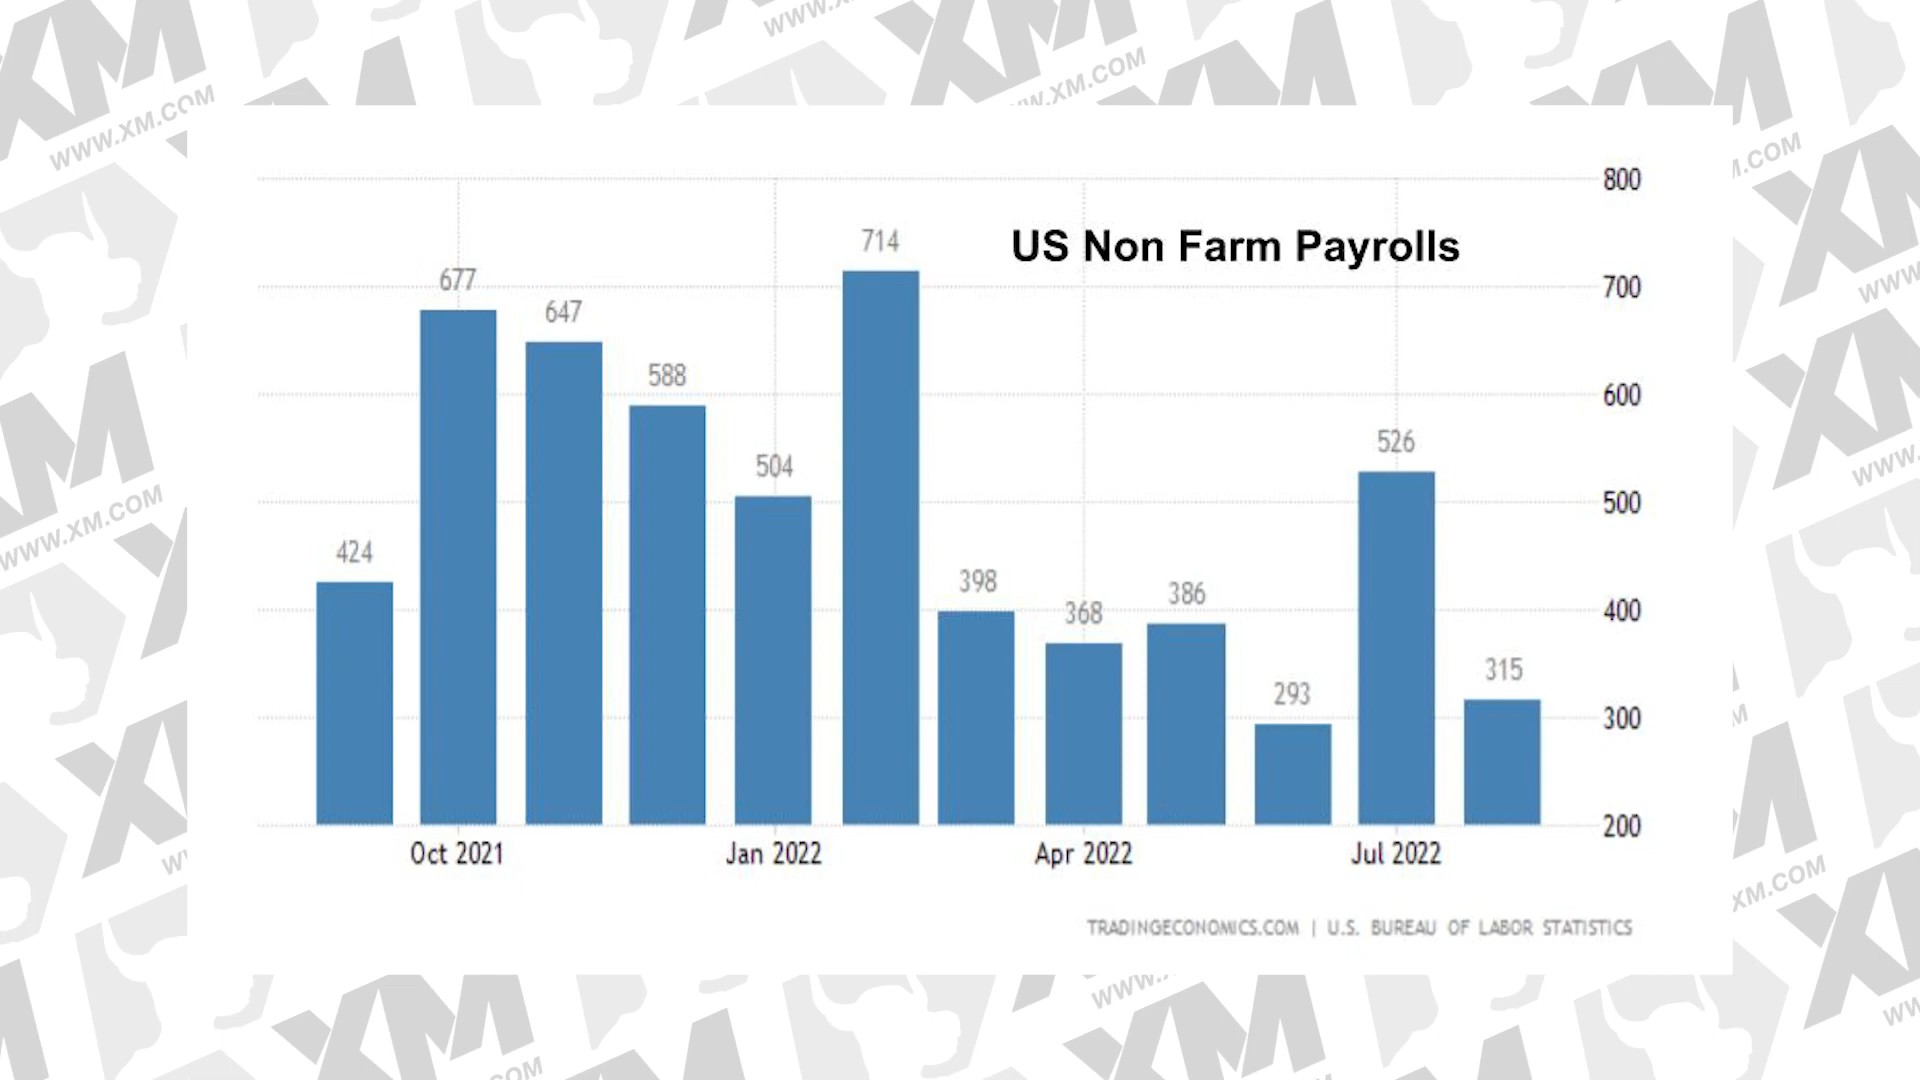 US Non Farm Payrolls
800
700
600
500
400
300
200
424
677
647
588
504
714
398
368
386
293
526
315
Oct 2021
Jan 2022
Apr 2022
Jul 2022
TRADINGECONOMICS.COM | U.S. BUREAU OF LABOR STATISTICS
XM
WWW.XM.COM